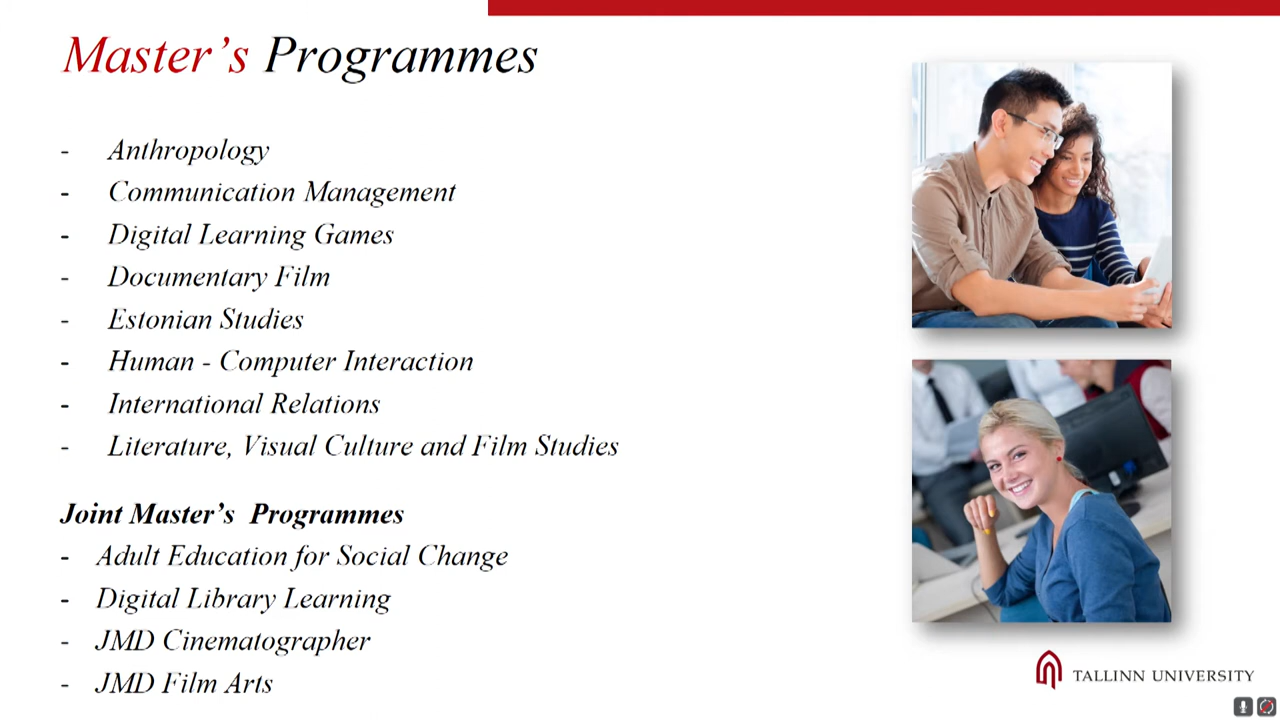 Master’s Programmes
- Anthropology
- Communication Management
- Digital Learning Games
- Documentary Film
- Estonian Studies
- Human - Computer Interaction
- International Relations
- Literature, Visual Culture and Film Studies
Joint Master’s Programmes
- Adult Education for Social Change
- Digital Library Learning
- JMD Cinematographer
- JMD Film Arts
TALLINN UNIVERSITY